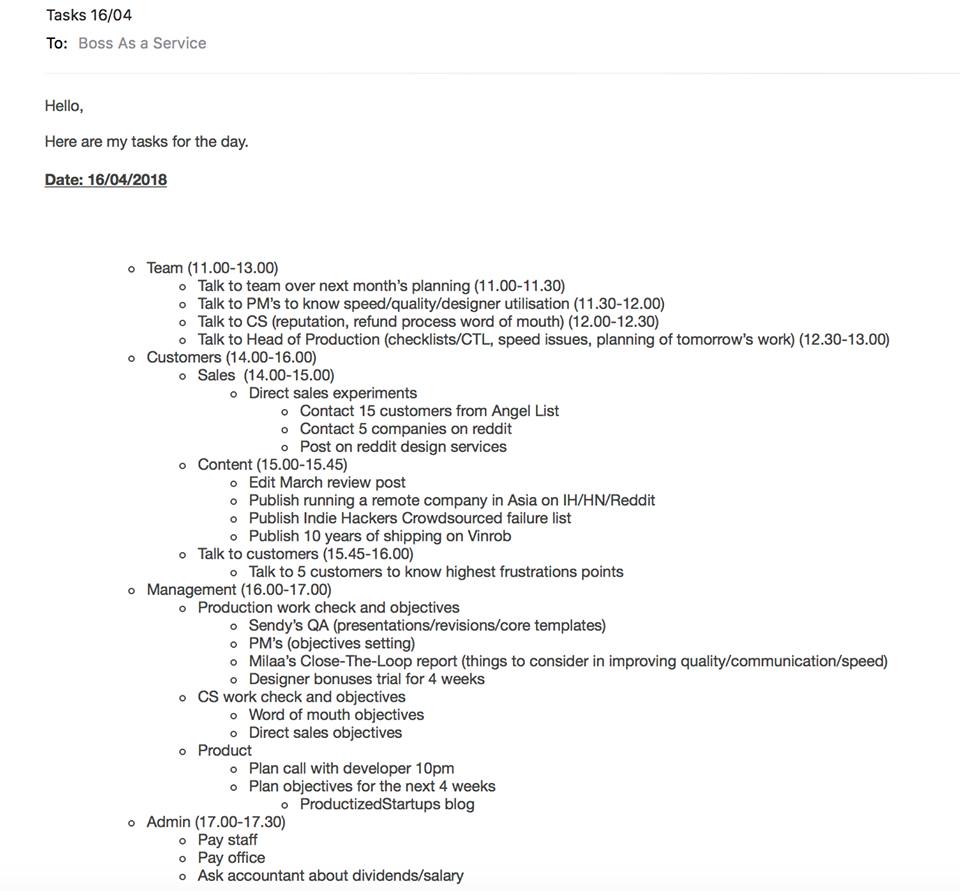 Tasks 16/04
To: Boss As a Service
Hello,
Here are my tasks for the day.
Date: 16/04/2018
Team (11.00-13.00)
Talk to team over next month's planning (11.00-11.30)
Talk to PM's to know speed/quality/designer utilisation (11.30-12.00)
Talk to CS (reputation, refund process word of mouth) (12.00-12.30)
Talk to Head of Production (checklists/CTL, speed issues, planning of tomorrow's work) (12.30-13.00)
Customers (14.00-16.00)
Sales (14.00-15.00)
Direct sales experiments
Contact 15 customers from Angel List
Contact 5 companies on reddit
Post on reddit design services
Content (15.00-15.45)
Edit March review post
Publish running a remote company in Asia on IH/HN/Reddit
Publish Indie Hackers Crowdsourced failure list
Publish 10 years of shipping on Vinrob
Talk to customers (15.45-16.00)
Talk to 5 customers to know highest frustrations points
Management (16.00-17.00)
Production work check and objectives
Sendy's QA (presentations/revisions/core templates)
PM's (objectives setting)
Milaa's Close-The-Loop report (things to consider in improving quality/communication/speed)
Designer bonuses trial for 4 weeks
CS work check and objectives
Word of mouth objectives
Direct sales objectives
Product
Plan call with developer 10pm
Plan objectives for the next 4 weeks
ProductizedStartups blog
Admin (17.00-17.30)
Pay staff
Pay office
Ask accountant about dividends/salary